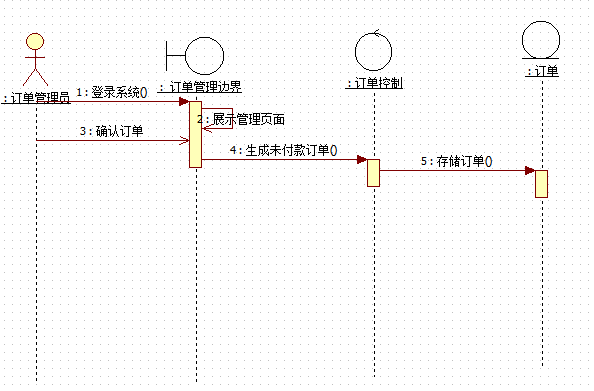 :订单管理员
:订单管理边界
:订单控制
:订单
1:登录系统()
2:展示管理页面
3:确认订单
4:生成未付款订单()
5:存储订单()